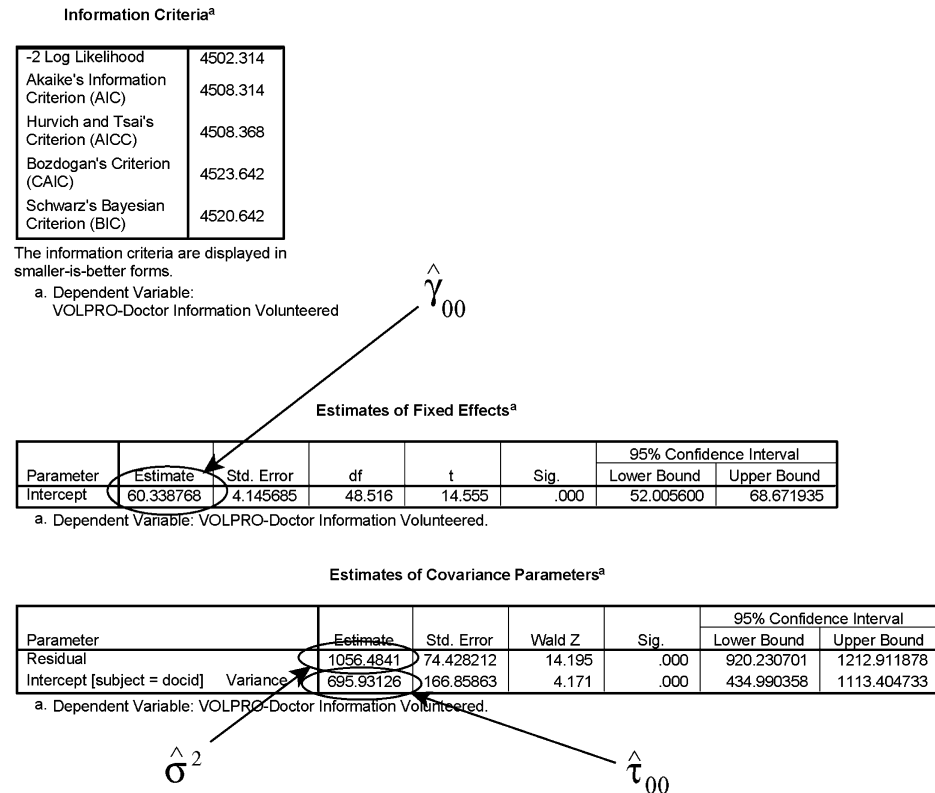 Information Criteriaᵃ
-2 Log Likelihood 4502.314
Akaike's Information
Criterion (AIC) 4508.314
Hurvich and Tsai's
Criterion (AICC) 4508.368
Bozdogan's Criterion
(CAIC) 4523.642
Schwarz's Bayesian
Criterion (BIC) 4520.642
The information criteria are displayed in
smaller-is-better forms.
a. Dependent Variable:
VOLPRO-Doctor Information Volunteered
γ̂₀₀
Estimates of Fixed Effectsᵃ
95% Confidence Interval
Parameter Estimate Std. Error df t Sig. Lower Bound Upper Bound
Intercept 60.338768 4.145685 48.516 14.555 .000 52.005600 68.671935
a. Dependent Variable: VOLPRO-Doctor Information Volunteered.
Estimates of Covariance Parametersᵃ
95% Confidence Interval
Parameter Estimate Std. Error Wald Z Sig. Lower Bound Upper Bound
Residual 1056.4841 74.428212 14.195 .000 920.230701 1212.911878
Intercept [subject = docid] Variance 695.93126 166.85863 4.171 .000 434.990358 1113.404733
a. Dependent Variable: VOLPRO-Doctor Information Volunteered.
σ̂² τ̂₀₀